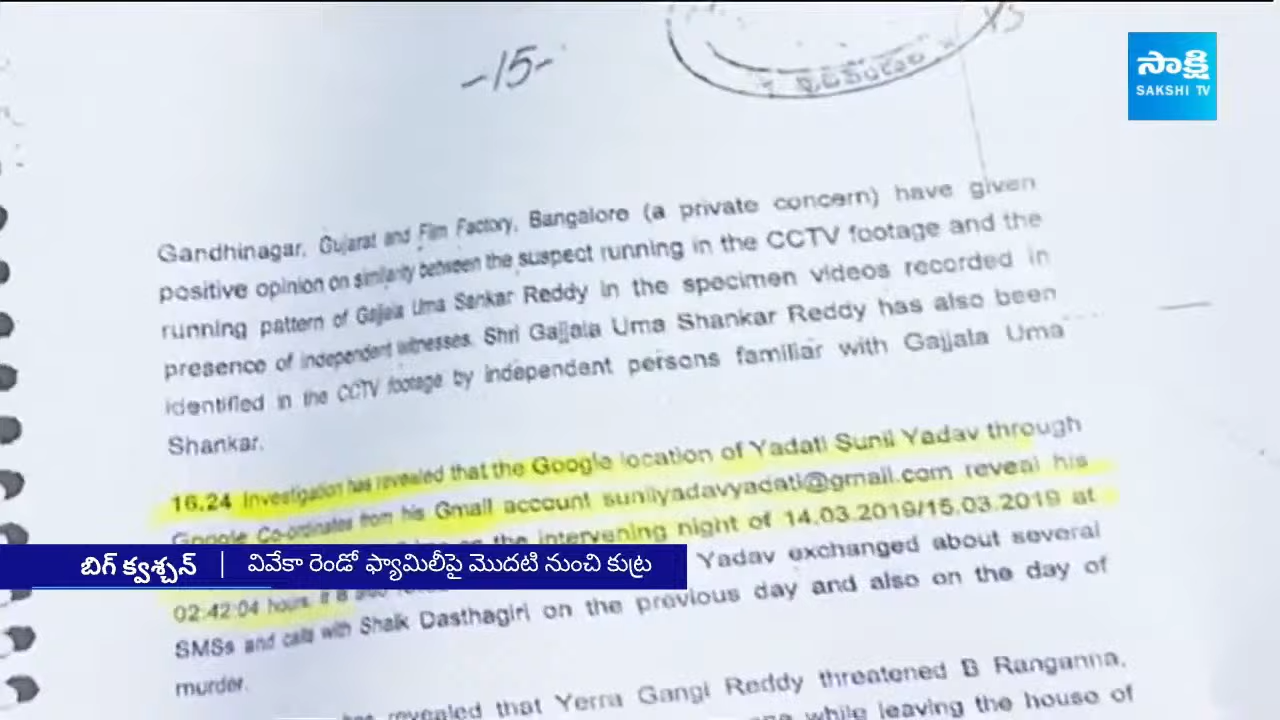 -15-
సాక్షి
SAKSHI TV
Gandhinagar, Gujarat and Film Factory, Bangalore (a private concern) have given
positive opinion on similarity between the suspect running in the CCTV footage and the
running pattern of Gajjala Uma Sankar Reddy in the specimen videos recorded in
presence of independent witnesses. Shri Gajjala Uma Shankar Reddy has also been
identified in the CCTV footage by independent persons familiar with Gajjala Uma
Shankar.
16.24 Investigation has revealed that the Google location of Yadati Sunil Yadav through
Google Co-ordinates from his Gmail account sunilyadavyadati@gmail.com reveal his
the intervening night of 14.03.2019/15.03.2019 at
బిగ్ క్వశ్చన్ | వివేకా రెండో ఫ్యామిలీపై మొదటి నుంచి కుట్ర
Yadav exchanged about several
02:42:04 hours. It
SMSs and calls with Shaik Dasthagiri on the previous day and also on the day of
murder.
revealed that Yerra Gangi Reddy threatened B Ranganna,
while leaving the house of